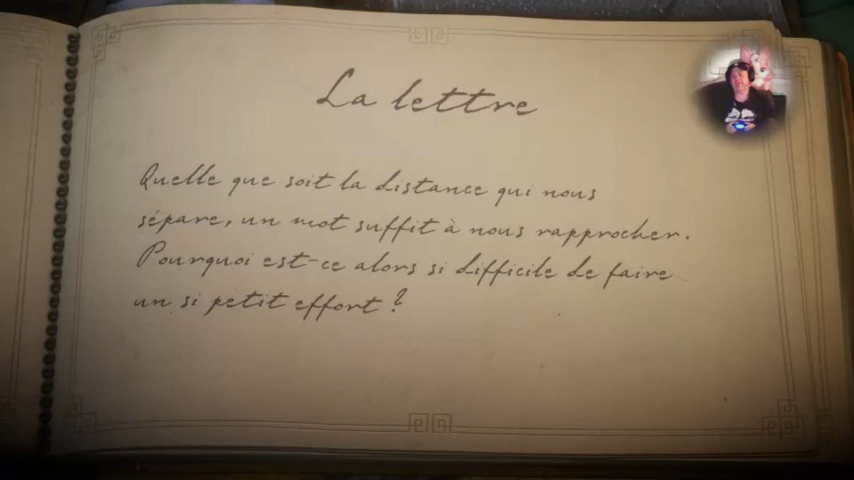 La lettre
Quelle que soit la distance qui nous
sépare, un mot suffit à nous rapprocher.
Pourquoi est-ce alors si difficile de faire
un si petit effort ?